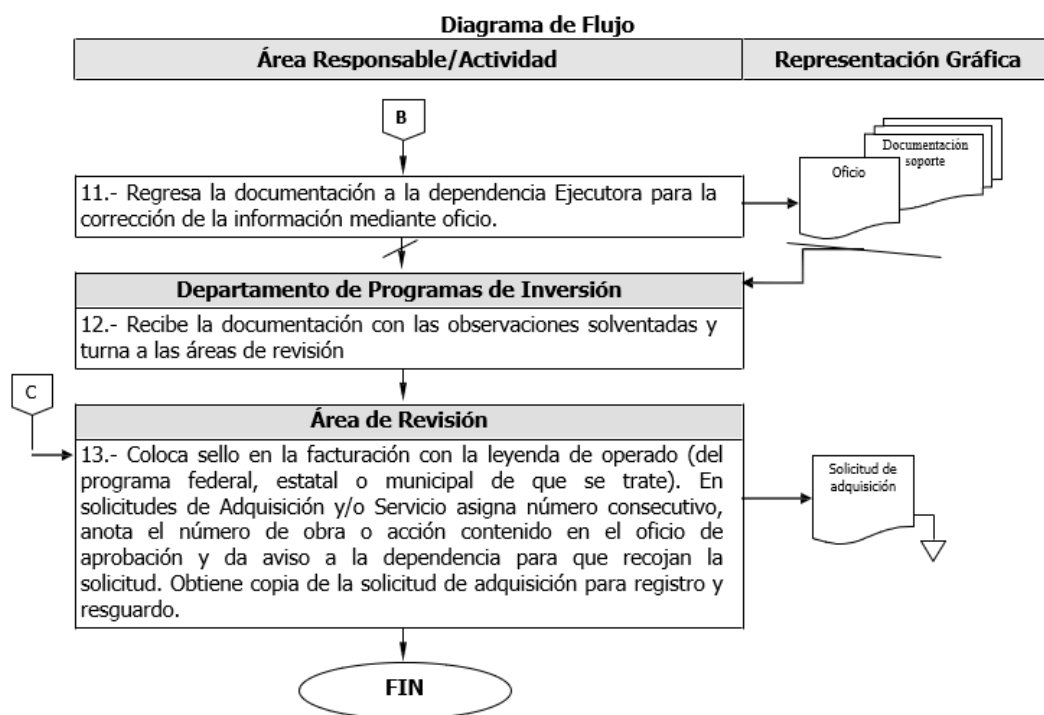 Diagrama de Flujo
Área Responsable/Actividad
Representación Gráfica
B
11.- Regresa la documentación a la dependencia Ejecutora para la
corrección de la información mediante oficio.
Oficio
Documentación
soporte
Departamento de Programas de Inversión
12.- Recibe la documentación con las observaciones solventadas y
turna a las áreas de revisión
C
Área de Revisión
13.- Coloca sello en la facturación con la leyenda de operado (del
programa federal, estatal o municipal de que se trate). En
solicitudes de Adquisición y/o Servicio asigna número consecutivo,
anota el número de obra o acción contenido en el oficio de
aprobación y da aviso a la dependencia para que recojan la
solicitud. Obtiene copia de la solicitud de adquisición para registro y
resguardo.
Solicitud de
adquisición
FIN